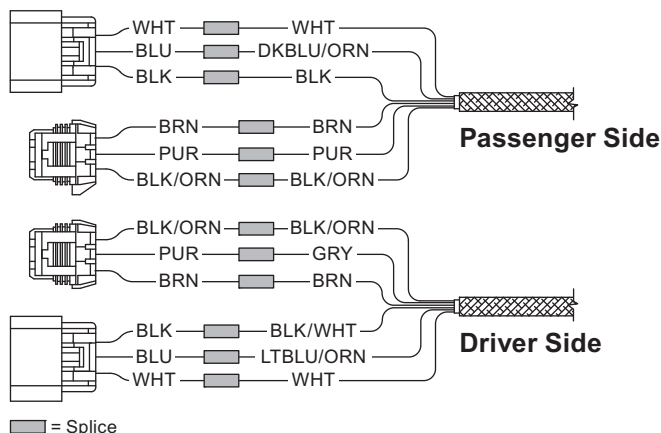 WHT WHT
BLU DKBLU/ORN
BLK BLK
BRN BRN
PUR PUR
BLK/ORN BLK/ORN
Passenger Side
BLK/ORN BLK/ORN
PUR GRY
BRN BRN
BLK BLK/WHT
BLU LTBLU/ORN
WHT WHT
Driver Side
= Splice